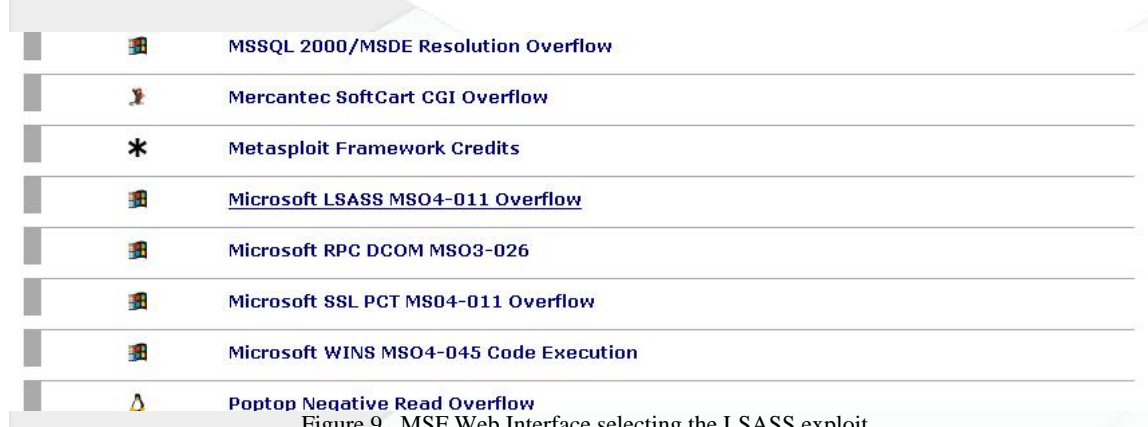 MSSQL 2000/MSDE Resolution Overflow
Mercantec SoftCart CGI Overflow
Metasploit Framework Credits
Microsoft LSASS MSO4-011 Overflow
Microsoft RPC DCOM MSO3-026
Microsoft SSL PCT MS04-011 Overflow
Microsoft WINS MSO4-045 Code Execution
Poptop Negative Read Overflow
Figure 9. MSF Web Interface selecting the LSASS exploit